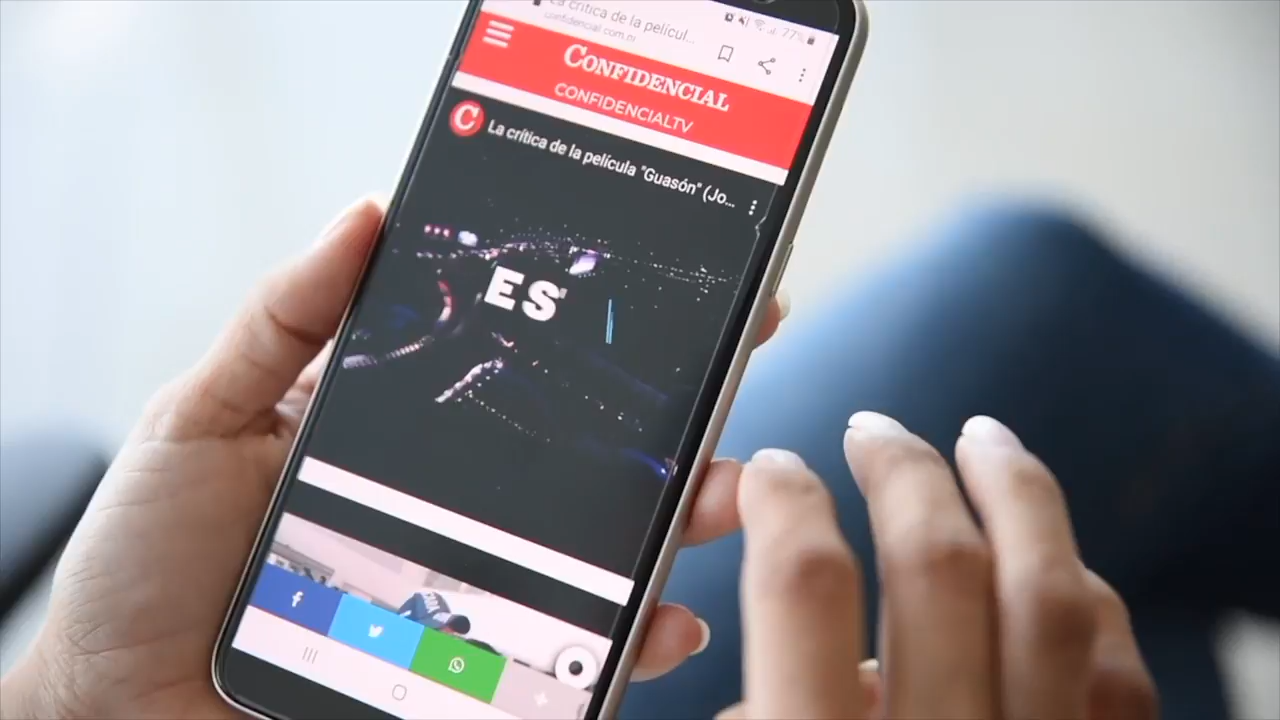 La crítica de la películ...
confidencial.com.ni
77%
CONFIDENCIAL
CONFIDENCIALTV
C
La crítica de la película "Guasón" (Jo...
ES
f